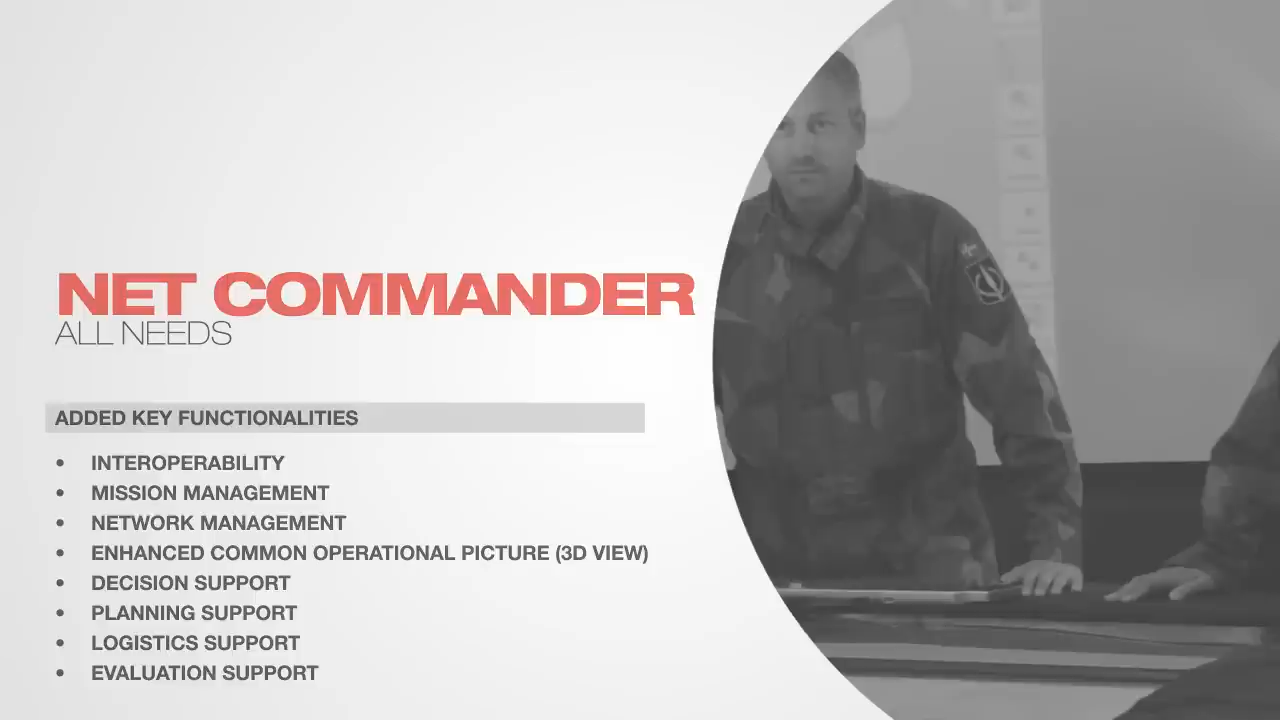 NET COMMANDER
ALL NEEDS
ADDED KEY FUNCTIONALITIES
• INTEROPERABILITY
• MISSION MANAGEMENT
• NETWORK MANAGEMENT
• ENHANCED COMMON OPERATIONAL PICTURE (3D VIEW)
• DECISION SUPPORT
• PLANNING SUPPORT
• LOGISTICS SUPPORT
• EVALUATION SUPPORT